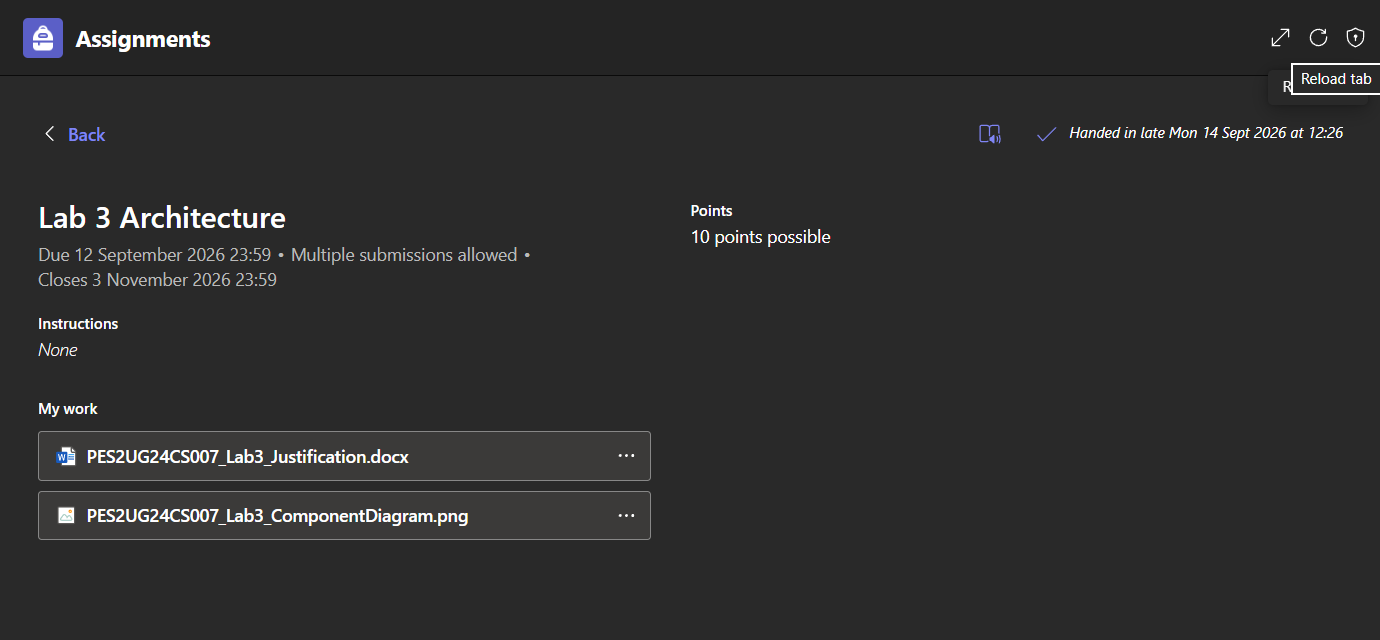 Assignments
Reload tab
R
Back
Handed in late Mon 14 Sept 2026 at 12:26
Lab 3 Architecture
Due 12 September 2026 23:59 • Multiple submissions allowed •
Closes 3 November 2026 23:59
Points
10 points possible
Instructions
None
My work
PES2UG24CS007_Lab3_Justification.docx
PES2UG24CS007_Lab3_ComponentDiagram.png